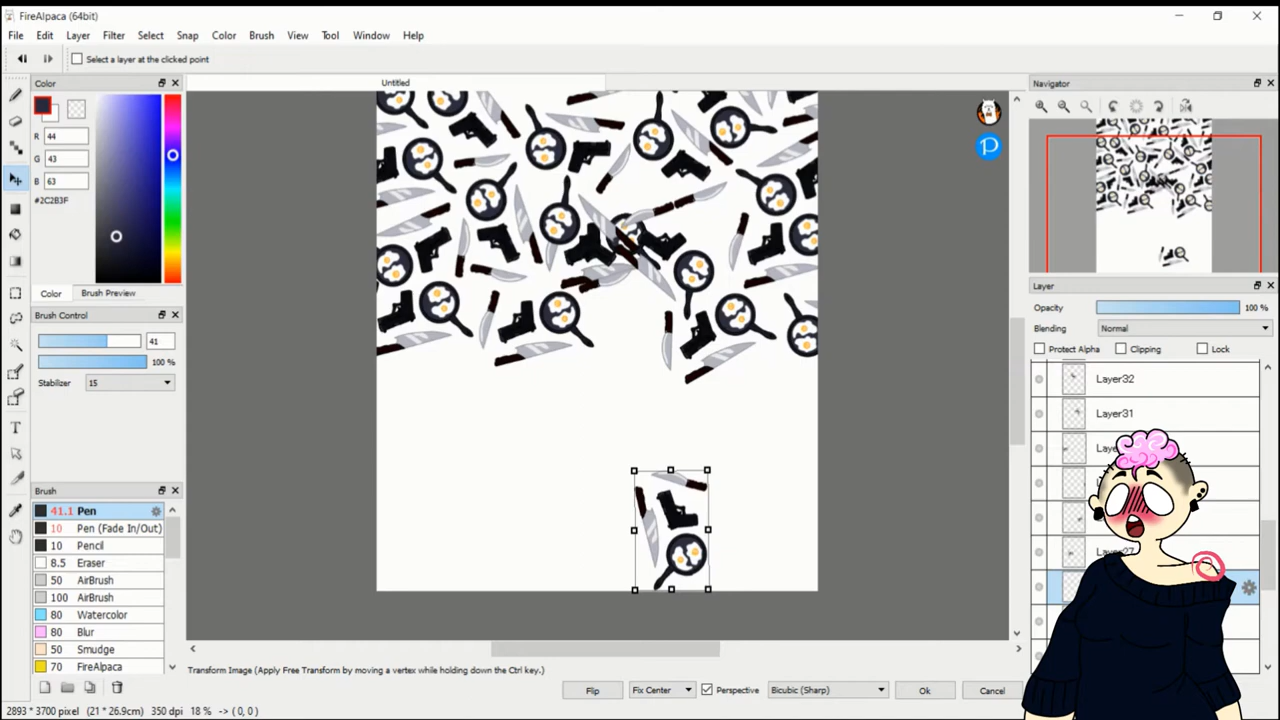 FireAlpaca (64bit)
File Edit Layer Filter Select Snap Color Brush View Tool Window Help
Select a layer at the clicked point
Color
Untitled
Navigator
R 44
G 43
B 63
#2C2B3F
Color Brush Preview
Brush Control
41
100 %
Stabilizer 15
Layer
Opacity 100 %
Blending Normal
Protect Alpha Clipping Lock
Layer32
Layer31
Layer27
Brush
41.1 Pen
10 Pen (Fade In/Out)
10 Pencil
8.5 Eraser
50 AirBrush
100 AirBrush
80 Watercolor
80 Blur
50 Smudge
70 FireAlpaca
Transform Image (Apply Free Transform by moving a vertex while holding down the Ctrl key.)
Flip Fix Center Perspective Bicubic (Sharp) Ok Cancel
2893 * 3700 pixel (21 * 26.9cm) 350 dpi 18 % -> ( 0, 0 )